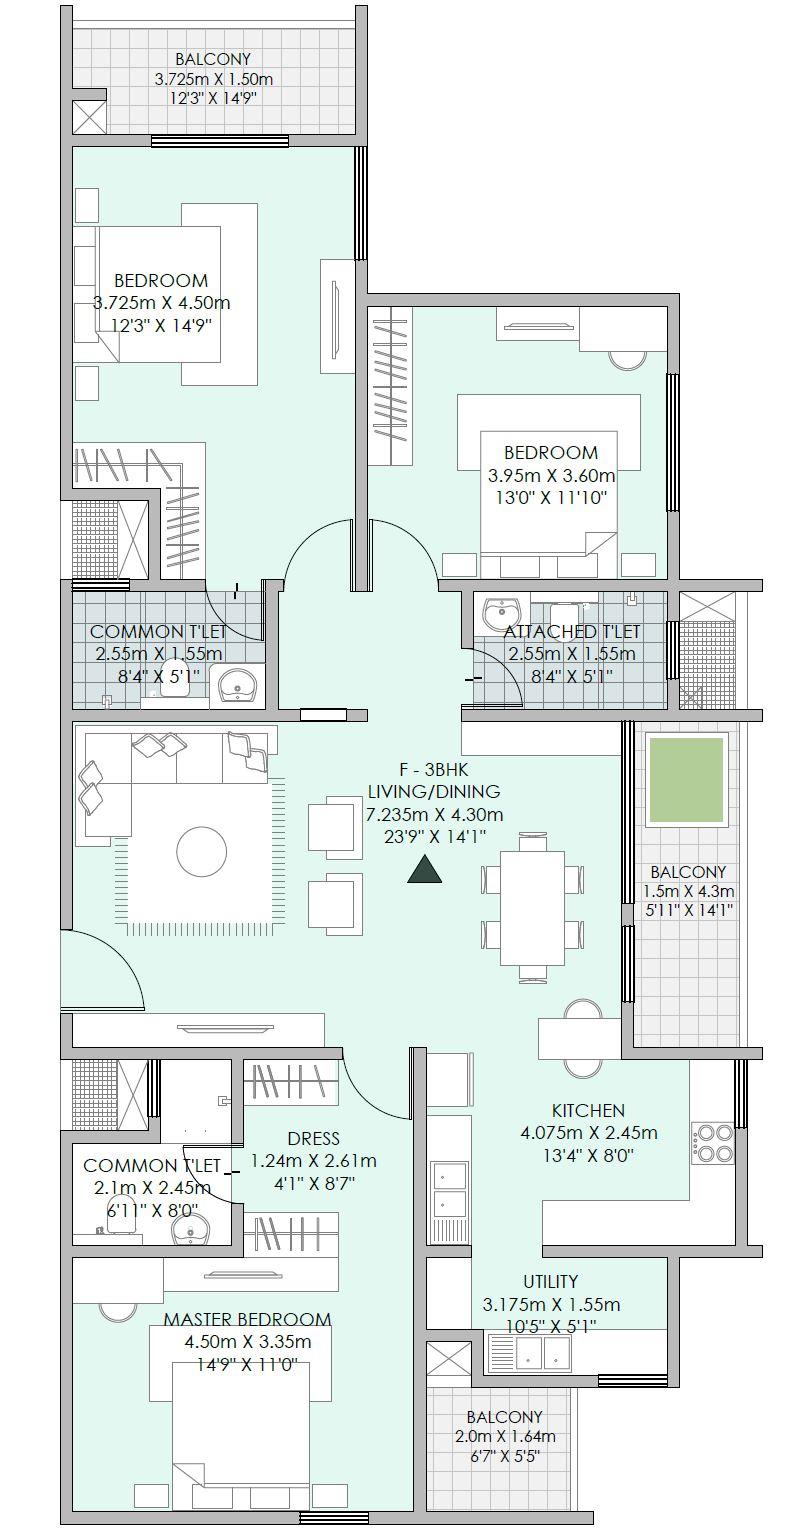 BALCONY
3.725m X 1.50m
12'3" X 14'9"
BEDROOM
3.725m X 4.50m
12'3" X 14'9"
BEDROOM
3.95m X 3.60m
13'0" X 11'10"
COMMON T'LET
2.55m X 1.55m
8'4" X 5'1"
ATTACHED T'LET
2.55m X 1.55m
8'4" X 5'1"
F - 3BHK
LIVING/DINING
7.235m X 4.30m
23'9" X 14'1"
BALCONY
1.5m X 4.3m
5'11" X 14'1"
KITCHEN
4.075m X 2.45m
13'4" X 8'0"
DRESS
1.24m X 2.61m
4'1" X 8'7"
COMMON T'LET
2.1m X 2.45m
6'11" X 8'0"
UTILITY
3.175m X 1.55m
10'5" X 5'1"
MASTER BEDROOM
4.50m X 3.35m
14'9" X 11'0"
BALCONY
2.0m X 1.64m
6'7" X 5'5"